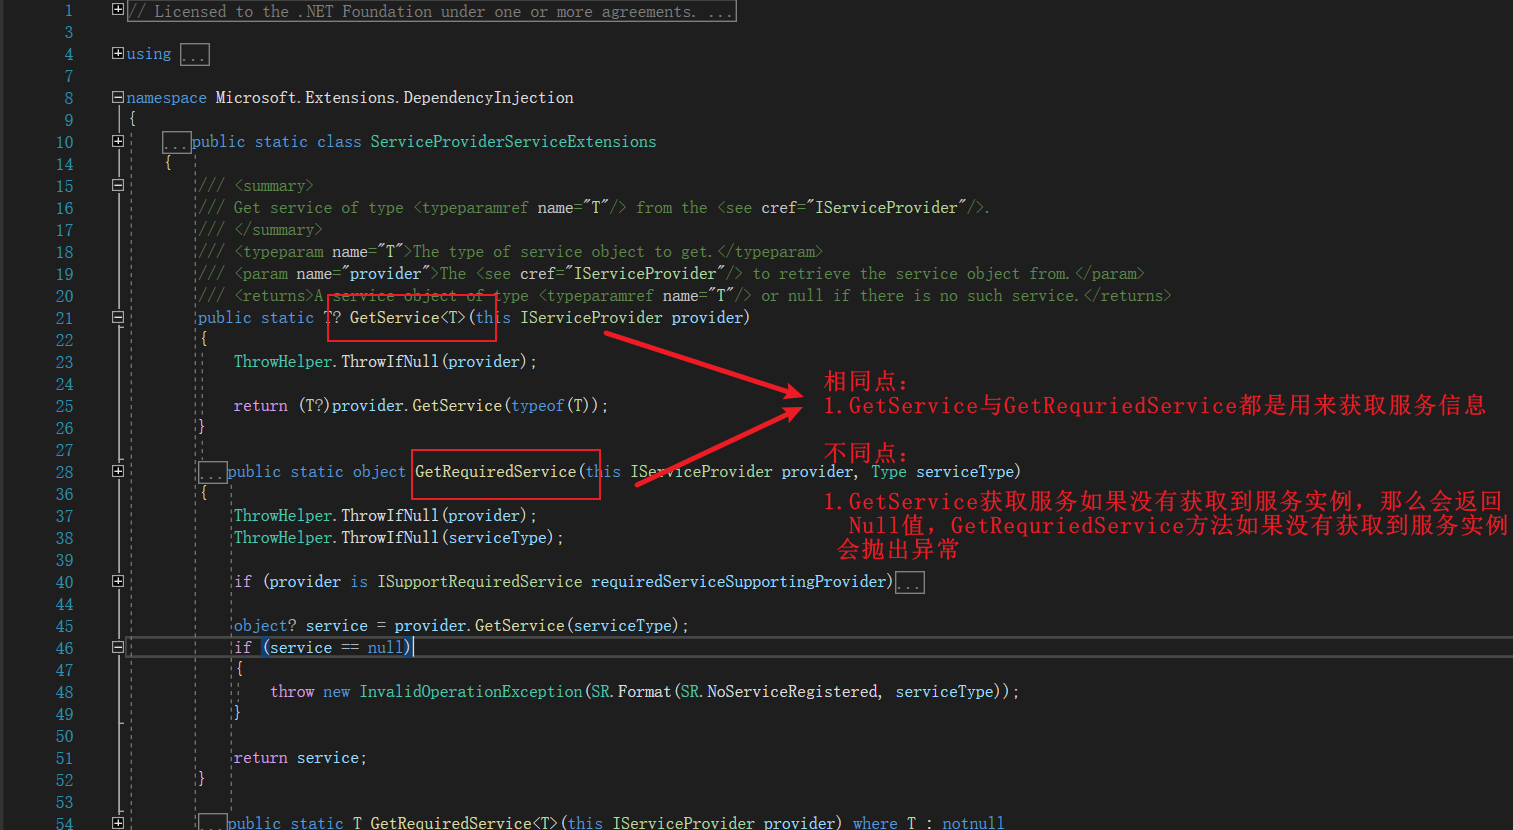 1 // Licensed to the .NET Foundation under one or more agreements. ...
3
4 using ...
7
8 namespace Microsoft.Extensions.DependencyInjection
9 {
10 ...public static class ServiceProviderServiceExtensions
14 {
15 /// <summary>
16 /// Get service of type <typeparamref name="T"/> from the <see cref="IServiceProvider"/>.
17 /// </summary>
18 /// <typeparam name="T">The type of service object to get.</typeparam>
19 /// <param name="provider">The <see cref="IServiceProvider"/> to retrieve the service object from.</param>
20 /// <returns>A service object of type <typeparamref name="T"/> or null if there is no such service.</returns>
21 public static T? GetService<T>(this IServiceProvider provider)
22 {
23 ThrowHelper.ThrowIfNull(provider);
24
25 return (T?)provider.GetService(typeof(T));
26 }
27
28 ...public static object GetRequiredService(this IServiceProvider provider, Type serviceType)
36 {
37 ThrowHelper.ThrowIfNull(provider);
38 ThrowHelper.ThrowIfNull(serviceType);
39
40 if (provider is ISupportRequiredService requiredServiceSupportingProvider)...
44
45 object? service = provider.GetService(serviceType);
46 if (service == null)
47 {
48 throw new InvalidOperationException(SR.Format(SR.NoServiceRegistered, serviceType));
49 }
50
51 return service;
52 }
53
54 ...public static T GetRequiredService<T>(this IServiceProvider provider) where T : notnull
相同点：
1.GetService与GetRequriedService都是用来获取服务信息
不同点：
1.GetService获取服务如果没有获取到服务实例，那么会返回
Null值，GetRequriedService方法如果没有获取到服务实例
会抛出异常